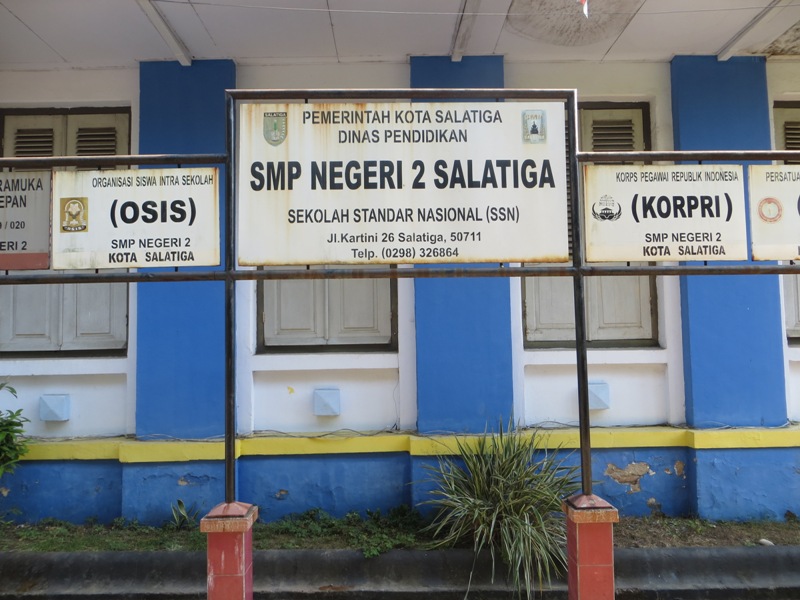 RAMUKA
EPAN
0 / 020
ERI 2
ORGANISASI SISWA INTRA SEKOLAH
(OSIS)
SMP NEGERI 2
KOTA SALATIGA
SALATIGA
PEMERINTAH KOTA SALATIGA
DINAS PENDIDIKAN
SMP NEGERI 2 SALATIGA
SEKOLAH STANDAR NASIONAL (SSN)
Jl.Kartini 26 Salatiga, 50711
Telp. (0298) 326864
KORPS PEGAWAI REPUBLIK INDONESIA
(KORPRI)
SMP NEGERI 2
KOTA SALATIGA
PERSATUA
(
S
K